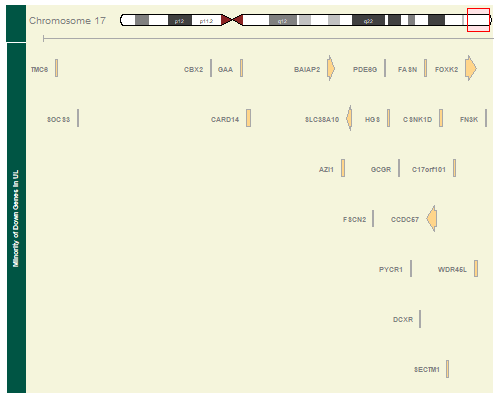 Chromosome 17
p12 p11.2 q12 q22
TMC6 CBX2 GAA BAIAP2 PDE6G FASN FOXK2
SOCS3 CARD14 SLC38A10 HGS CSNK1D FN3K
AZI1 GCGR C17orf101
FSCN2 CCDC57
PYCR1 WDR45L
DCXR
SECTM1
Minority of Down Genes in UL